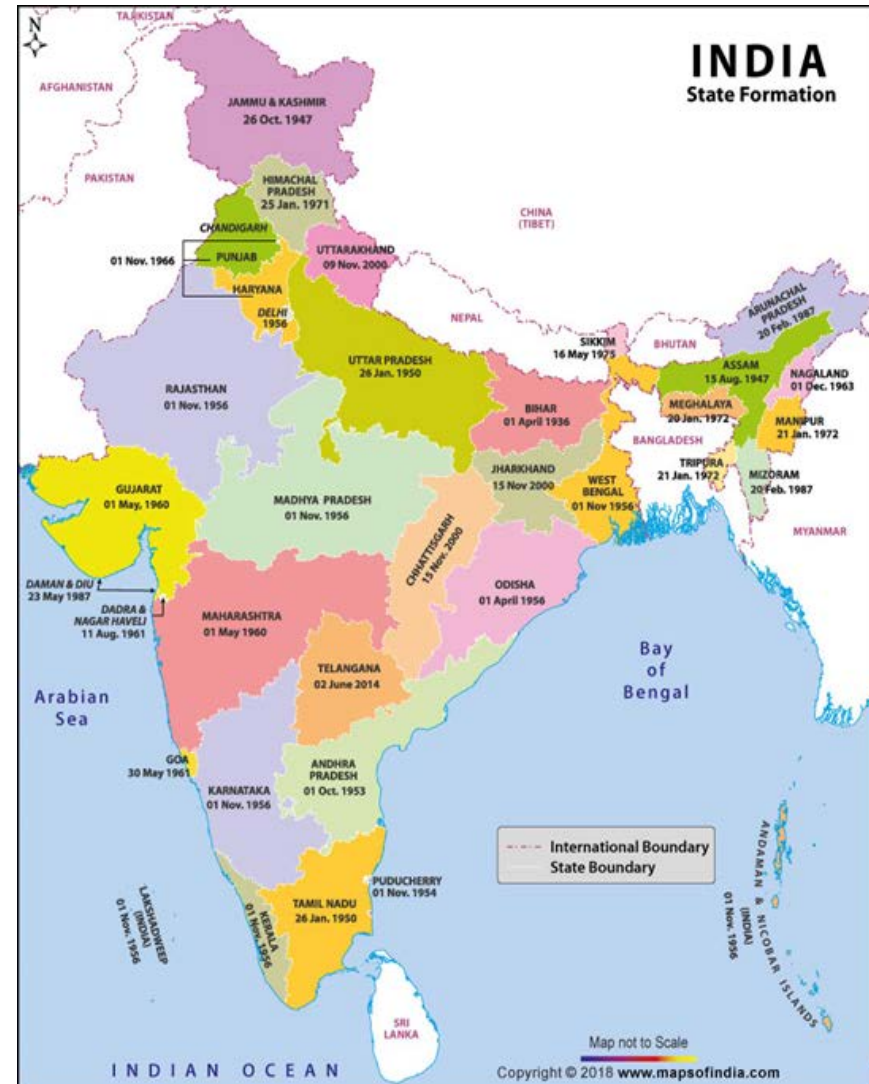 TAJIKISTAN
N
INDIA
State Formation
AFGHANISTAN
JAMMU & KASHMIR
26 Oct. 1947
PAKISTAN
HIMACHAL
PRADESH
25 Jan. 1971
CHINA
(TIBET)
CHANDIGARH
PUNJAB
01 Nov. 1966
UTTARAKHAND
09 Nov. 2000
HARYANA
DELHI
1956
NEPAL
ARUNACHAL
PRADESH
20 Feb. 1987
SIKKIM
16 May 1975
BHUTAN
UTTAR PRADESH
26 Jan. 1950
ASSAM
15 Aug. 1947
NAGALAND
01 Dec. 1963
RAJASTHAN
01 Nov. 1956
BIHAR
01 April 1936
MEGHALAYA
20 Jan. 1972
MANIPUR
21 Jan. 1972
BANGLADESH
JHARKHAND
15 Nov 2000
TRIPURA
21 Jan. 1972
MIZORAM
20 Feb. 1987
GUJARAT
01 May, 1960
MADHYA PRADESH
01 Nov. 1956
WEST
BENGAL
01 Nov 1956
MYANMAR
CHHATTISGARH
15 Nov. 2000
ODISHA
01 April 1956
DAMAN & DIU
23 May 1987
DADRA &
NAGAR HAVELI
11 Aug. 1961
MAHARASHTRA
01 May 1960
TELANGANA
02 June 2014
Bay
of
Bengal
Arabian
Sea
GOA
30 May 1961
ANDHRA
PRADESH
01 Oct. 1953
KARNATAKA
01 Nov. 1956
International Boundary
State Boundary
PUDUCHERRY
01 Nov. 1954
TAMIL NADU
26 Jan. 1950
KERALA
01 Nov. 1956
LAKSHADWEEP
(INDIA)
01 Nov. 1956
ANDAMAN & NICOBAR ISLANDS
(INDIA)
01 Nov. 1956
SRI
LANKA
Map not to Scale
INDIAN OCEAN
Copyright © 2018 www.mapsofindia.com